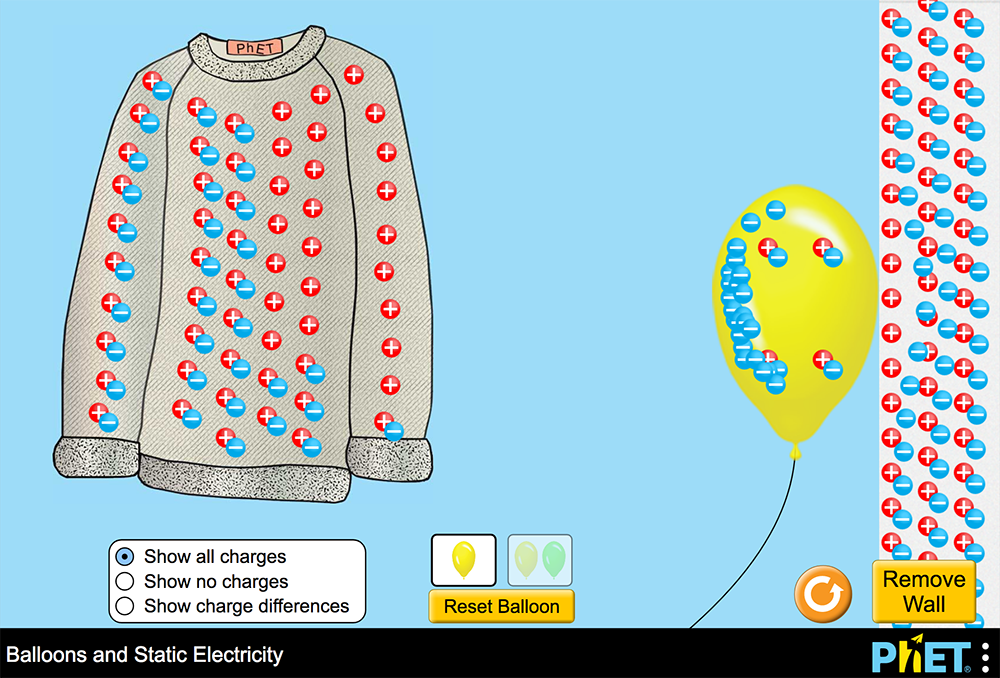 PhET
Show all charges
Show no charges
Show charge differences
Reset Balloon
Remove
Wall
Balloons and Static Electricity
PhET®